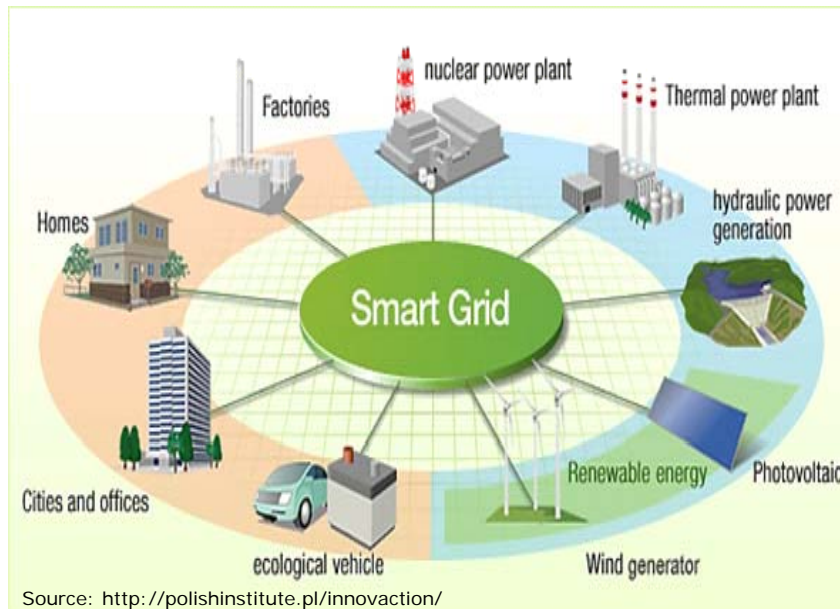 nuclear power plant
Factories
Thermal power plant
hydraulic power
generation
Homes
Smart Grid
Renewable energy
Photovoltaic
Cities and offices
ecological vehicle
Wind generator
Source: http://polishinstitute.pl/innovaction/